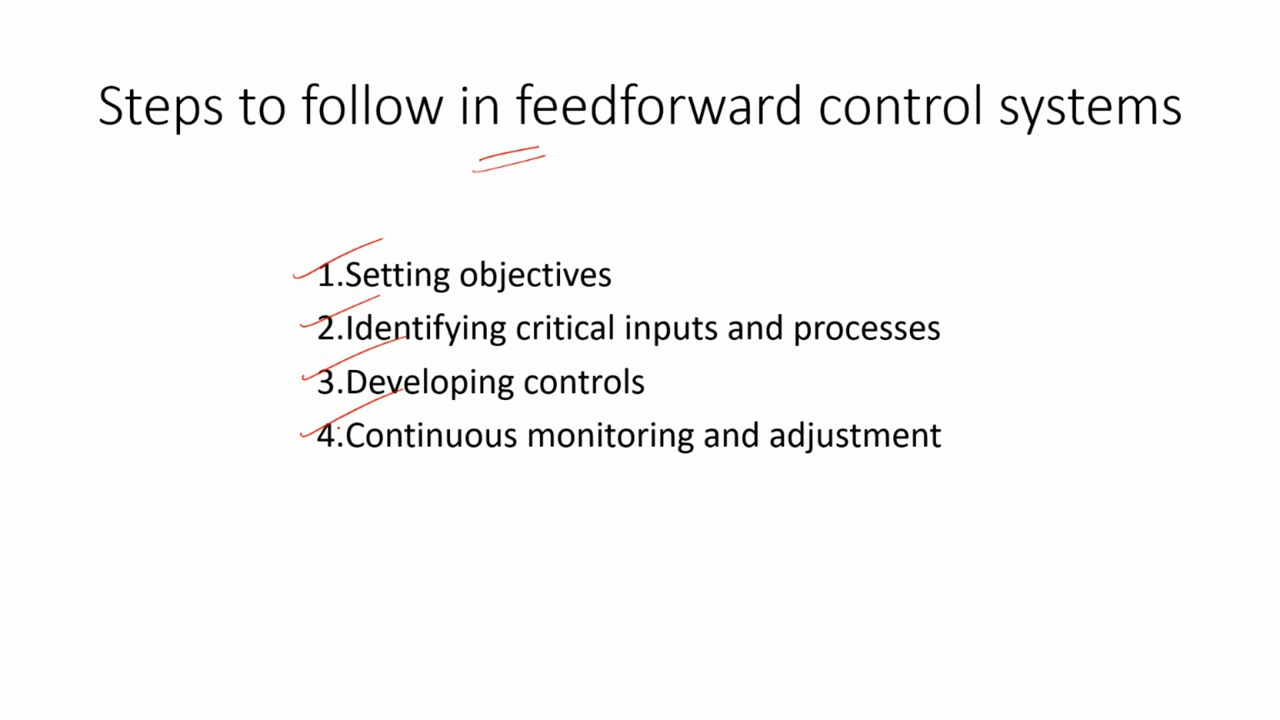 Steps to follow in feedforward control systems
1.Setting objectives
2.Identifying critical inputs and processes
3.Developing controls
4.Continuous monitoring and adjustment